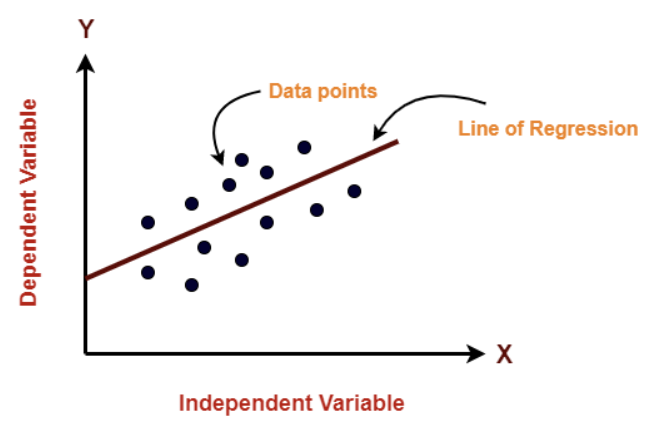 Y
Data points
Line of Regression
Dependent Variable
X
Independent Variable